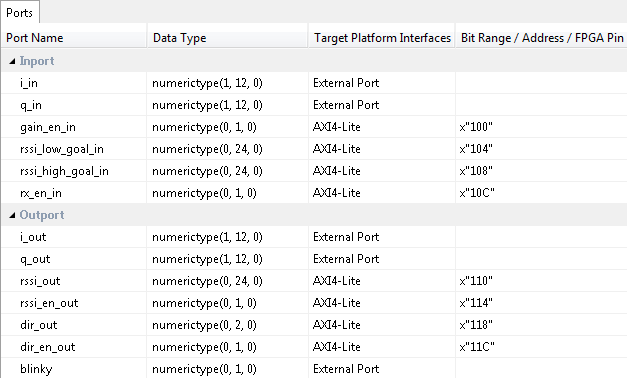 Ports
Port Name Data Type Target Platform Interfaces Bit Range / Address / FPGA Pin
Inport
i_in numerictype(1, 12, 0) External Port
q_in numerictype(1, 12, 0) External Port
gain_en_in numerictype(0, 1, 0) AXI4-Lite x"100"
rssi_low_goal_in numerictype(0, 24, 0) AXI4-Lite x"104"
rssi_high_goal_in numerictype(0, 24, 0) AXI4-Lite x"108"
rx_en_in numerictype(0, 1, 0) AXI4-Lite x"10C"
Outport
i_out numerictype(1, 12, 0) External Port
q_out numerictype(1, 12, 0) External Port
rssi_out numerictype(0, 24, 0) AXI4-Lite x"110"
rssi_en_out numerictype(0, 1, 0) AXI4-Lite x"114"
dir_out numerictype(0, 2, 0) AXI4-Lite x"118"
dir_en_out numerictype(0, 1, 0) AXI4-Lite x"11C"
blinky numerictype(0, 1, 0) External Port